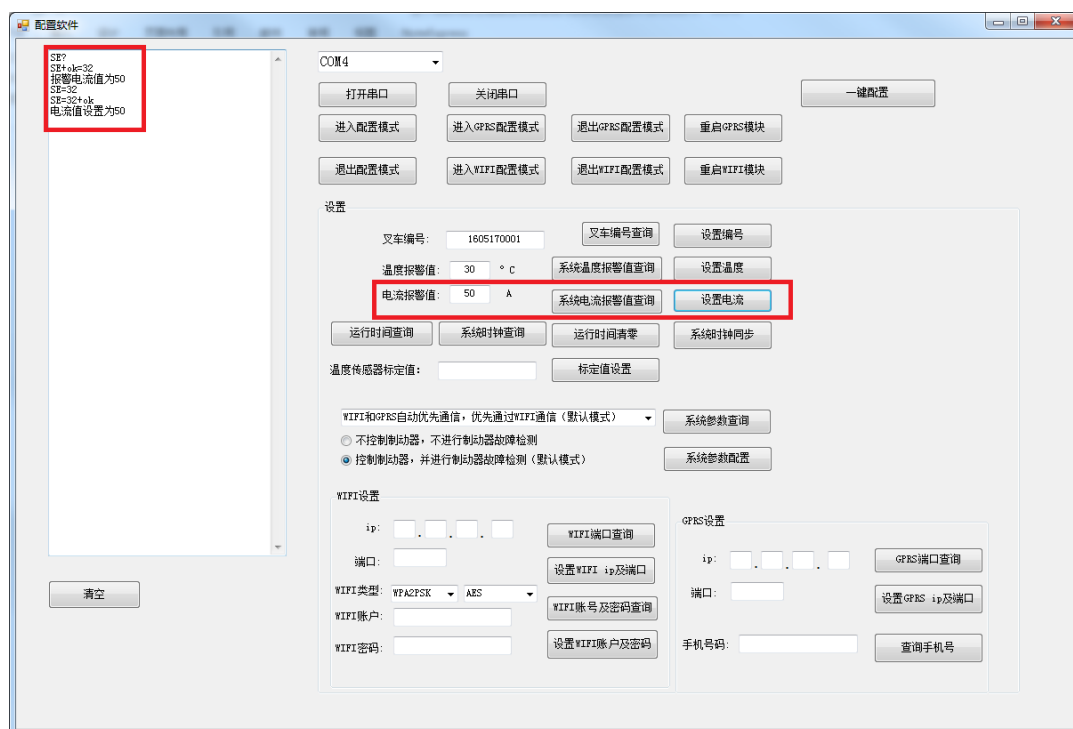 配置软件
SE?
SE+ok=32
报警电流值为50
SE=32
SE=32+ok
电流值设置为50
COM4
打开串口 关闭串口 一键配置
进入配置模式 进入GPRS配置模式 退出GPRS配置模式 重启GPRS模块
退出配置模式 进入WIFI配置模式 退出WIFI配置模式 重启WIFI模块
设置
叉车编号: 1605170001 叉车编号查询 设置编号
温度报警值: 30 °C 系统温度报警值查询 设置温度
电流报警值: 50 A 系统电流报警值查询 设置电流
运行时间查询 系统时钟查询 运行时间清零 系统时钟同步
温度传感器标定值: 标定值设置
WIFI和GPRS自动优先通信，优先通过WIFI通信（默认模式） 系统参数查询
不控制制动器，不进行制动器故障检测
控制制动器，并进行制动器故障检测（默认模式） 系统参数配置
WIFI设置
ip: . . . WIFI端口查询
端口: 设置WIFI ip及端口
WIFI类型: WPA2PSK AES
WIFI账号及密码查询
WIFI账户:
WIFI密码: 设置WIFI账户及密码
GPRS设置
ip: . . . GPRS端口查询
端口: 设置GPRS ip及端口
手机号码: 查询手机号
清空